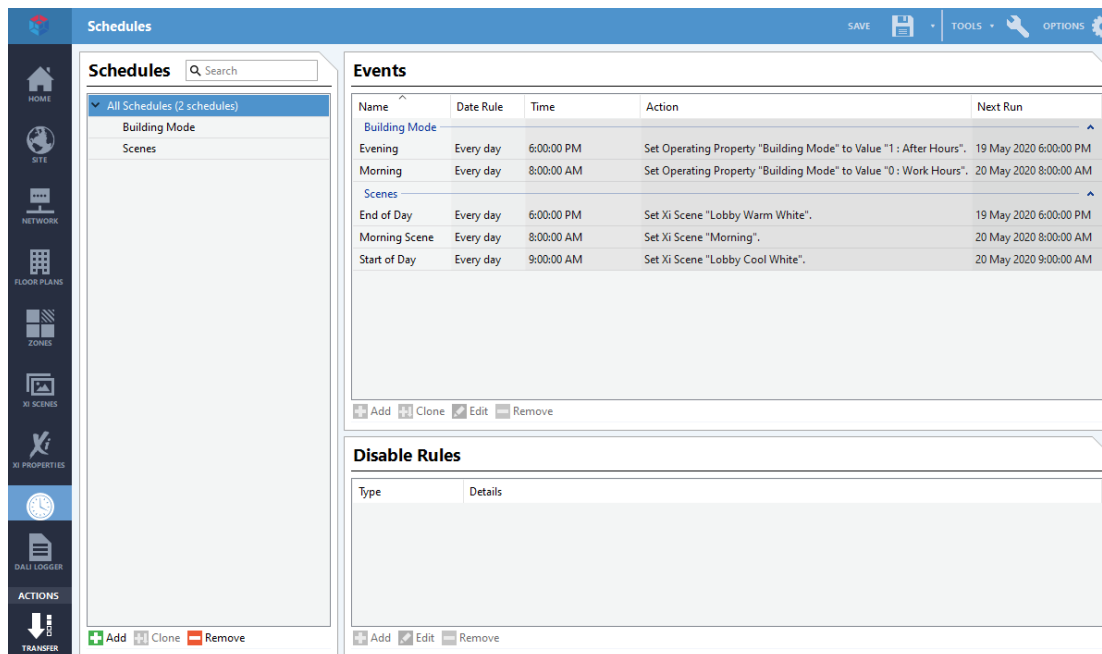 Schedules
SAVE
TOOLS
OPTIONS
HOME
SITE
NETWORK
FLOOR PLANS
ZONES
XI SCENES
Xi
XI PROPERTIES
DALI LOGGER
ACTIONS
TRANSFER
Schedules Search
All Schedules (2 schedules)
Building Mode
Scenes
Add Clone Remove
Events
Name Date Rule Time Action Next Run
Building Mode
Evening Every day 6:00:00 PM Set Operating Property "Building Mode" to Value "1 : After Hours". 19 May 2020 6:00:00 PM
Morning Every day 8:00:00 AM Set Operating Property "Building Mode" to Value "0 : Work Hours". 20 May 2020 8:00:00 AM
Scenes
End of Day Every day 6:00:00 PM Set Xi Scene "Lobby Warm White". 19 May 2020 6:00:00 PM
Morning Scene Every day 8:00:00 AM Set Xi Scene "Morning". 20 May 2020 8:00:00 AM
Start of Day Every day 9:00:00 AM Set Xi Scene "Lobby Cool White". 20 May 2020 9:00:00 AM
Add Clone Edit Remove
Disable Rules
Type Details
Add Edit Remove